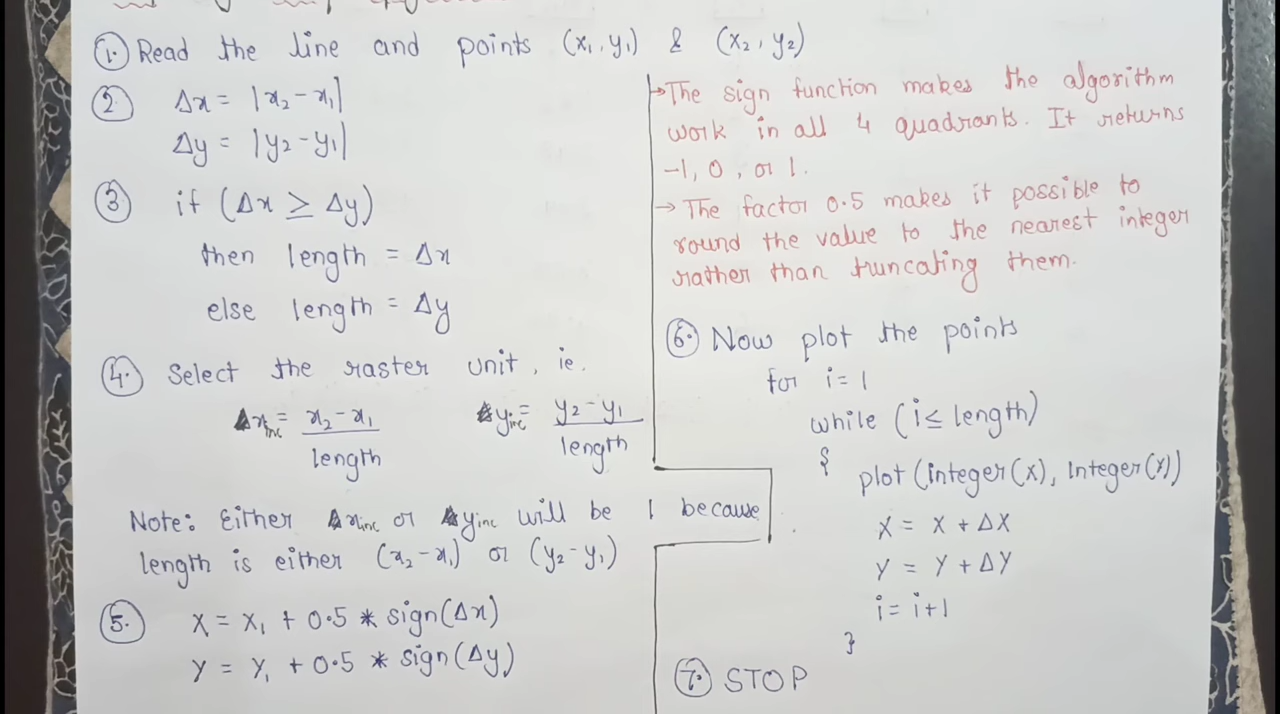 1. Read the line end points (x₁, y₁) & (x₂, y₂)
2. Δx = |x₂ - x₁|
Δy = |y₂ - y₁|
3. if (Δx ≥ Δy)
then length = Δx
else length = Δy
4. Select the raster unit, ie.
x_inc = x₂ - x₁ / length y_inc = y₂ - y₁ / length
Note: Either x_inc or y_inc will be 1 because
length is either (x₂ - x₁) or (y₂ - y₁)
5. X = X₁ + 0.5 * sign(Δx)
Y = Y₁ + 0.5 * sign(Δy)
→ The sign function makes the algorithm
work in all 4 quadrants. It returns
-1, 0, or 1.
→ The factor 0.5 makes it possible to
round the value to the nearest integer
rather than truncating them.
6. Now plot the points
for i = 1
while (i ≤ length)
{
plot (integer(X), Integer(Y))
X = X + ΔX
Y = Y + ΔY
i = i+1
}
7. STOP